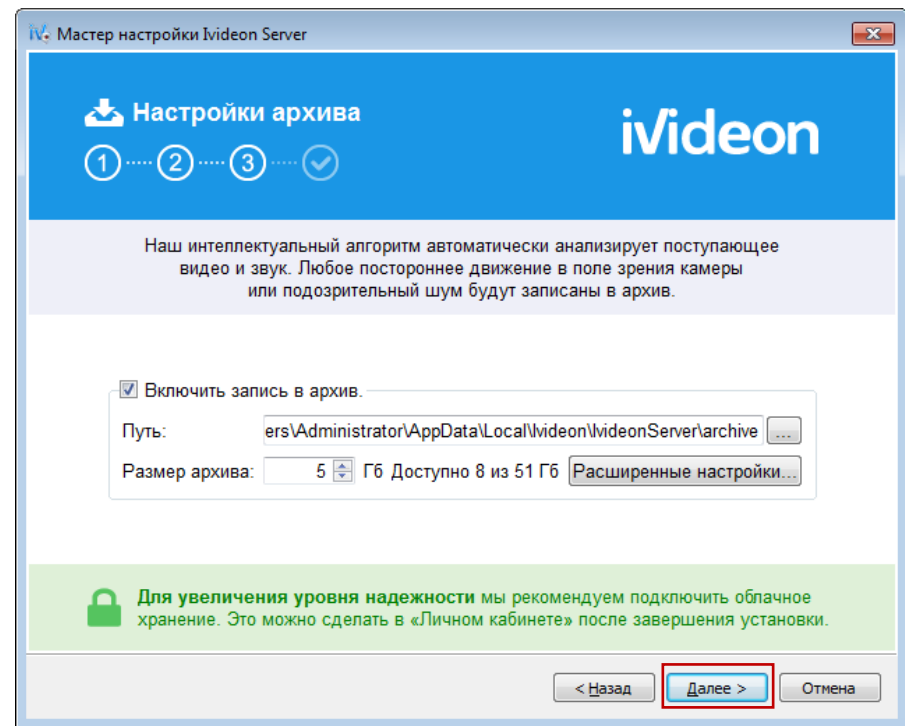 Мастер настройки Ivideon Server
Настройки архива
iVideon
1 2 3
Наш интеллектуальный алгоритм автоматически анализирует поступающее
видео и звук. Любое постороннее движение в поле зрения камеры
или подозрительный шум будут записаны в архив.
Включить запись в архив.
Путь: ers\Administrator\AppData\Local\Ivideon\IvideonServer\archive ...
Размер архива: 5 Гб Доступно 8 из 51 Гб Расширенные настройки...
Для увеличения уровня надежности мы рекомендуем подключить облачное
хранение. Это можно сделать в «Личном кабинете» после завершения установки.
< Назад Далее > Отмена